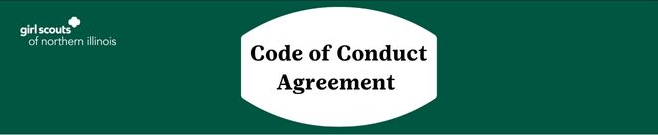 girl scouts
of northern illinois
Code of Conduct
Agreement